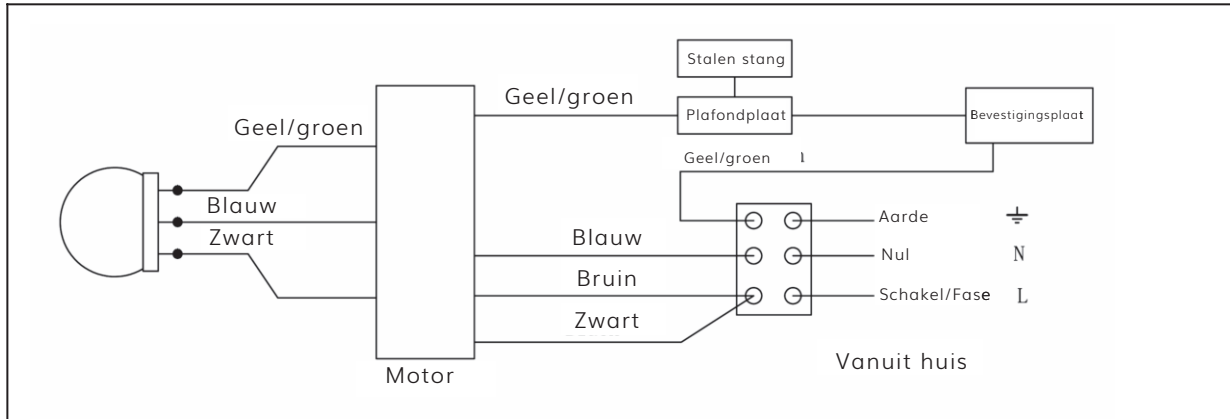 Stalen stang
Geel/groen
Plafondplaat
Bevestigingsplaat
Geel/groen
Geel/groen 1
Blauw
Zwart
Aarde
Blauw
Nul N
Bruin
Schakel/Fase L
Zwart
Vanuit huis
Motor